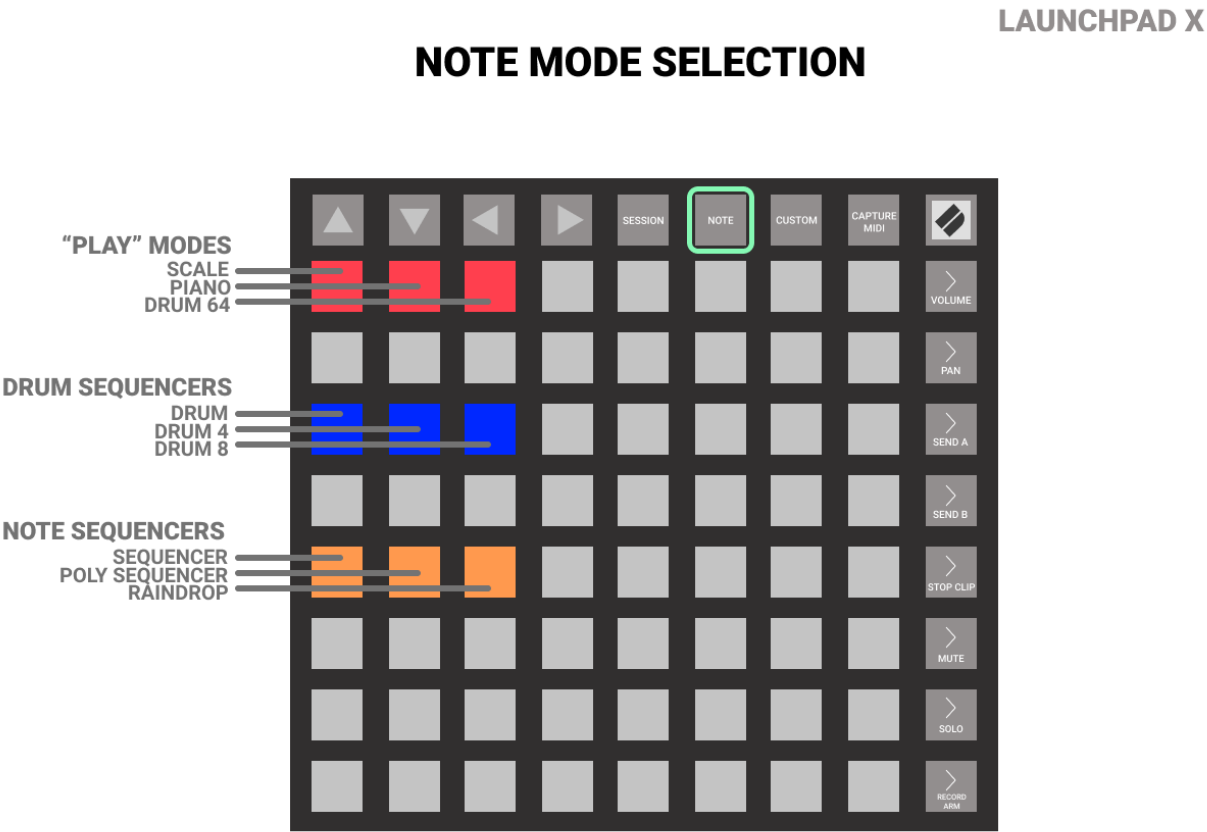 LAUNCHPAD X
NOTE MODE SELECTION
SESSION
NOTE
CUSTOM
CAPTURE
MIDI
“PLAY” MODES
SCALE
PIANO
DRUM 64
VOLUME
PAN
DRUM SEQUENCERS
DRUM
DRUM 4
DRUM 8
SEND A
SEND B
NOTE SEQUENCERS
SEQUENCER
POLY SEQUENCER
RAINDROP
STOP CLIP
MUTE
SOLO
RECORD
ARM